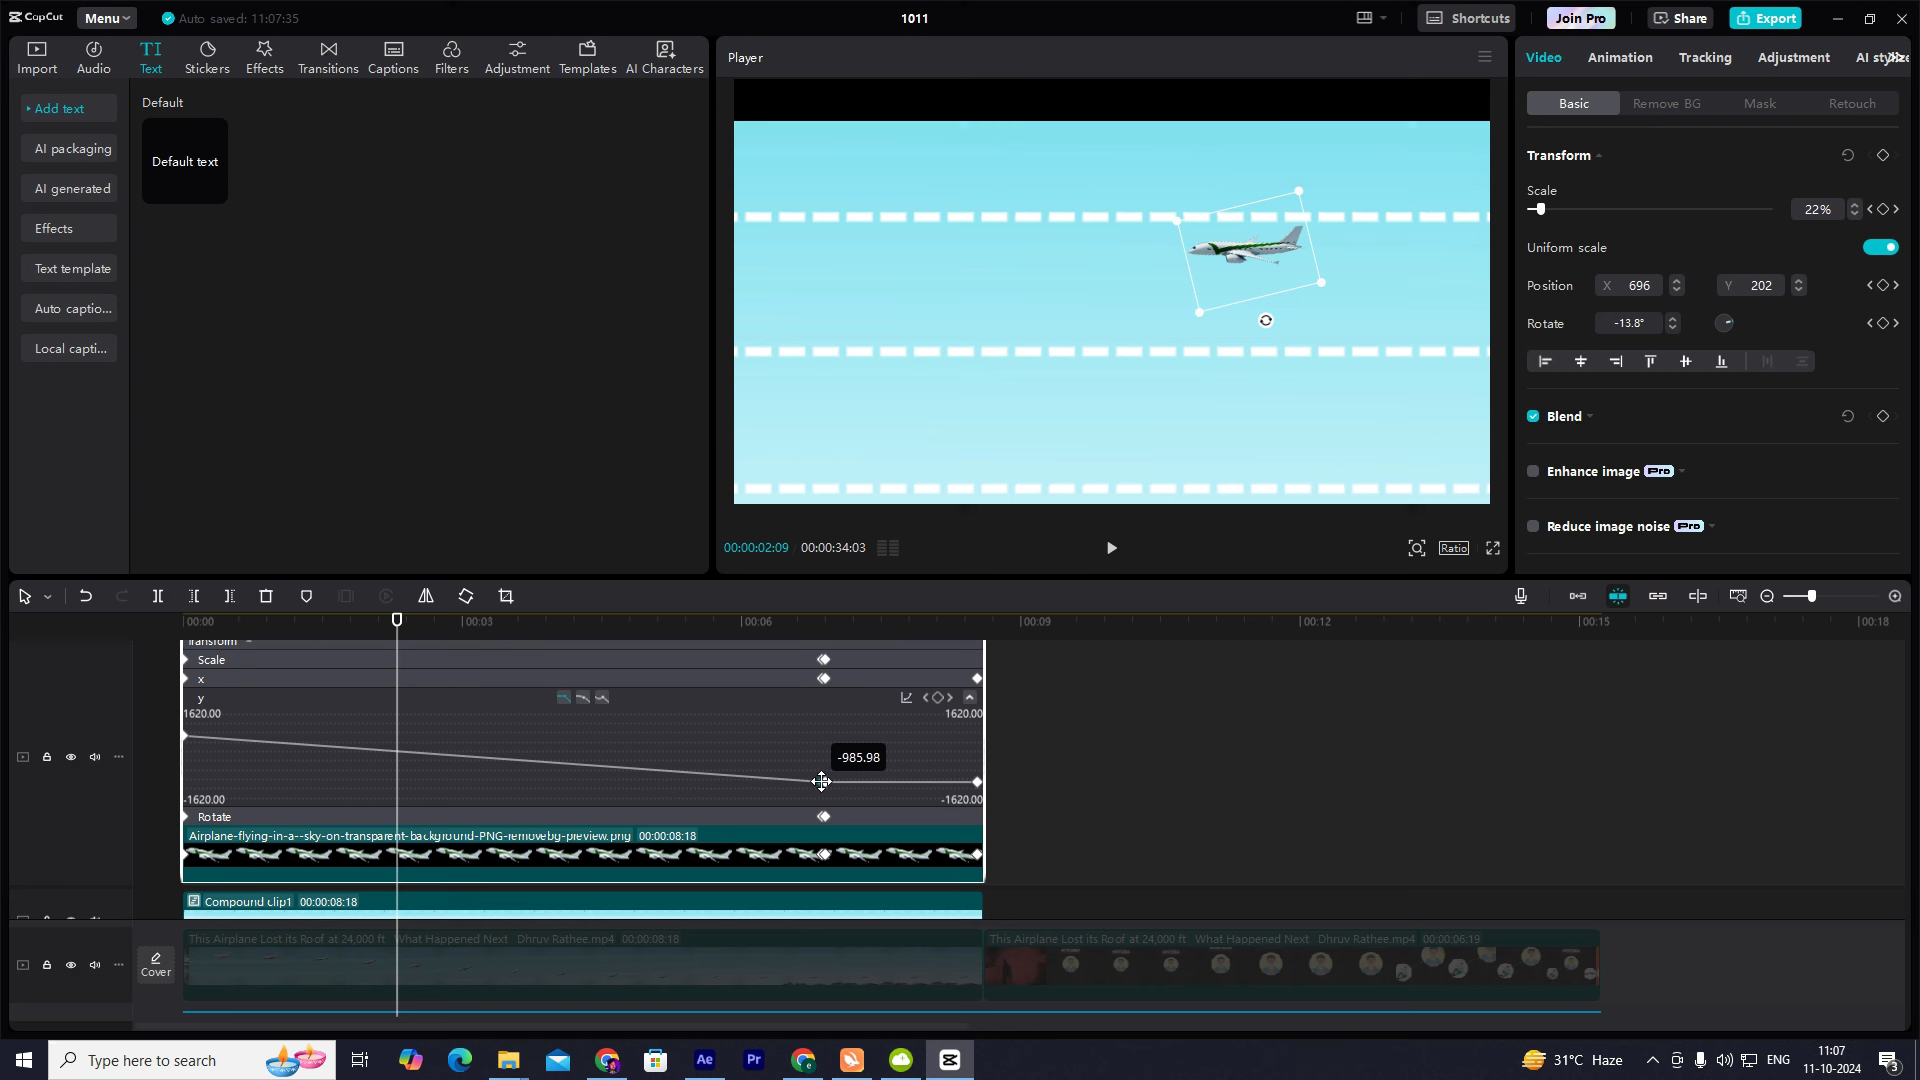 CapCut
Menu
Auto saved: 11:07:35
1011
Shortcuts
Join Pro
Share
Export
Import
Audio
TI
Text
Stickers
Effects
Transitions
Captions
Filters
Adjustment
Templates
AI Characters
Add text
AI packaging
AI generated
Effects
Text template
Auto captio...
Local capti...
Default
Default text
Player
00:00:02:09
00:00:34:03
Ratio
Video
Animation
Tracking
Adjustment
AI stylize
Basic
Remove BG
Mask
Retouch
Transform
Scale
22%
Uniform scale
Position X 696 Y 202
Rotate -13.8°
Blend
Enhance image Pro
Reduce image noise Pro
00:00
00:03
00:06
00:09
00:12
00:15
00:18
Transform
Scale
x
y
1620.00
1620.00
-985.98
-1620.00
-1620.00
Rotate
Airplane-flying-in-a--sky-on-transparent-background-PNG-removebg-preview.png 00:00:08:18
Compound clip1 00:00:08:18
Cover
This Airplane Lost its Roof at 24,000 ft What Happened Next Dhruv Rathee.mp4 00:00:08:18
This Airplane Lost its Roof at 24,000 ft What Happened Next Dhruv Rathee.mp4 00:00:06:19
Type here to search
Ae
Pr
31°C Haze
ENG
11:07
11-10-2024
3